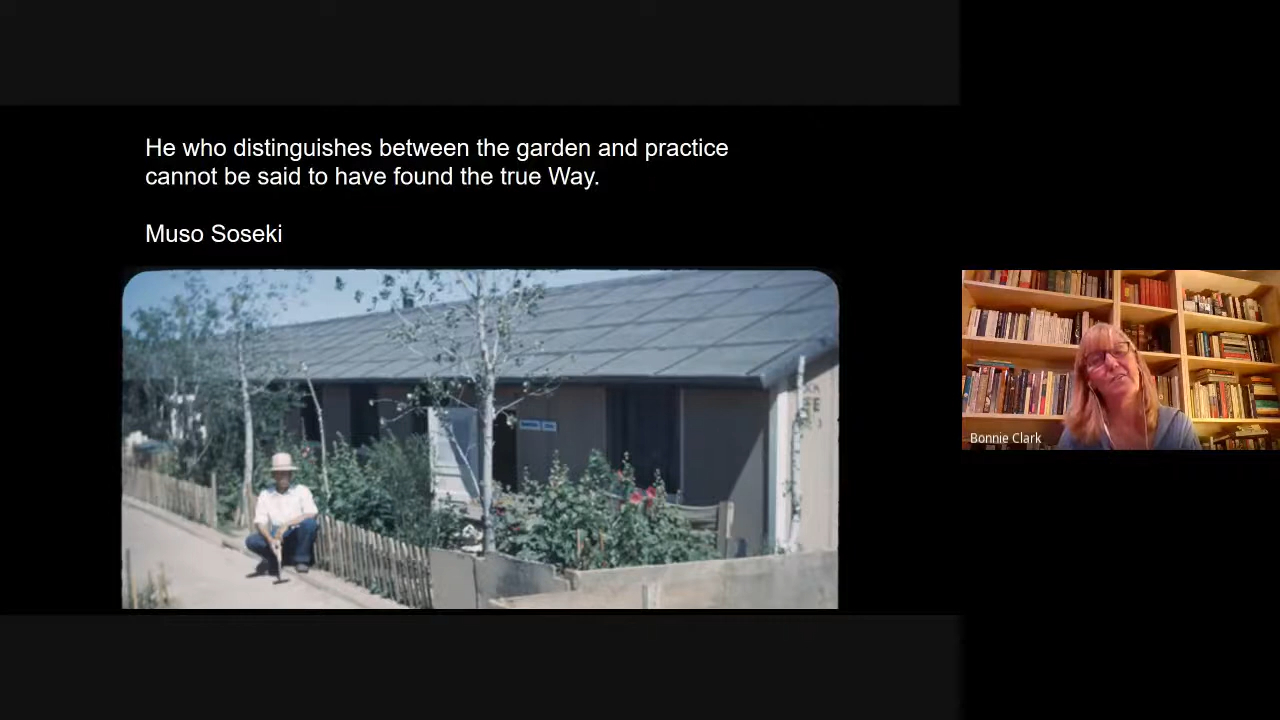 He who distinguishes between the garden and practice
cannot be said to have found the true Way.
Muso Soseki
Bonnie Clark